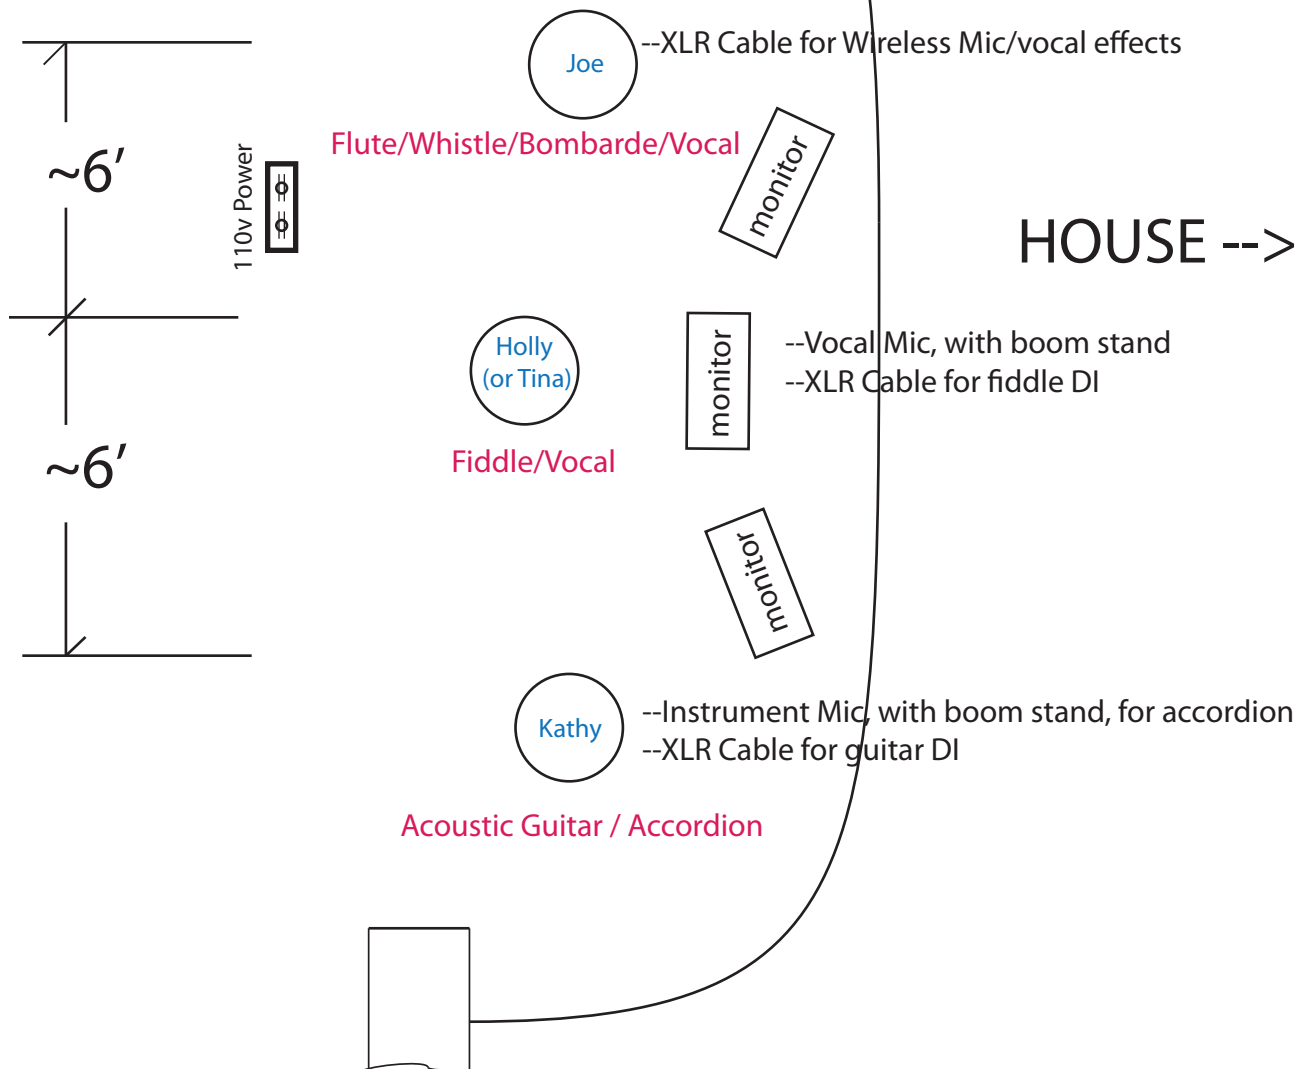 Joe
--XLR Cable for Wireless Mic/vocal effects
Flute/Whistle/Bombarde/Vocal
monitor
~6'
110v Power
HOUSE -->
Holly
(or Tina)
monitor
--Vocal Mic, with boom stand
--XLR Cable for fiddle DI
Fiddle/Vocal
~6'
monitor
Kathy
--Instrument Mic, with boom stand, for accordion
--XLR Cable for guitar DI
Acoustic Guitar / Accordion